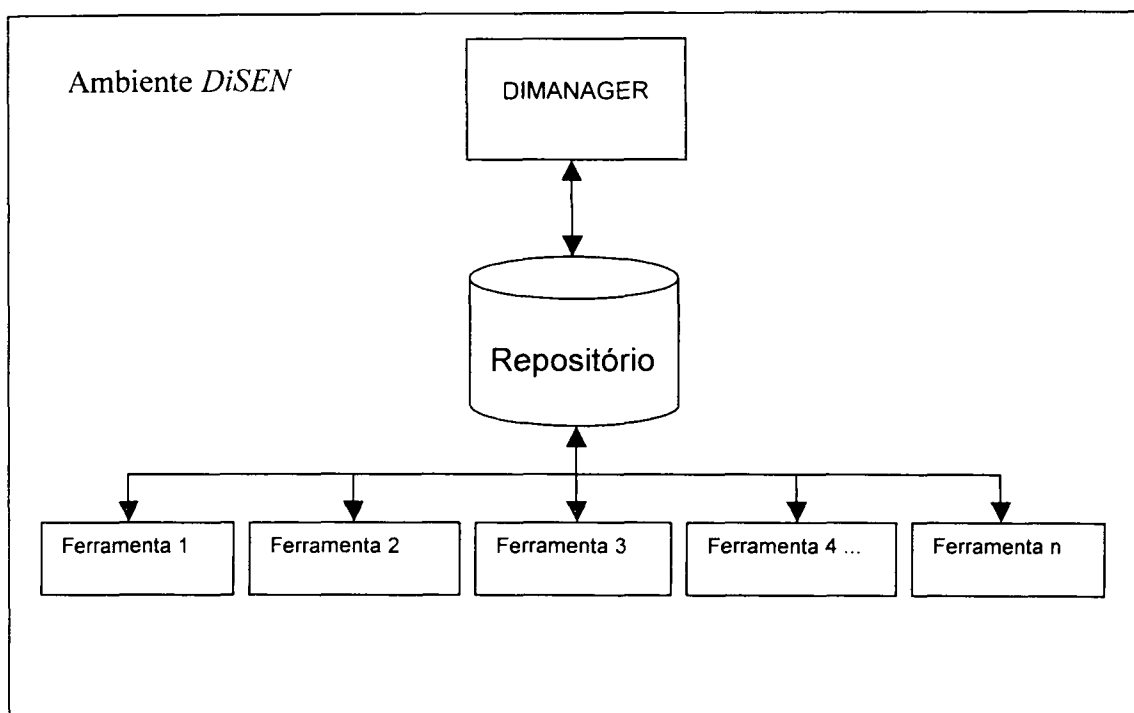 Ambiente DiSEN
DIMANAGER
Repositório
Ferramenta 1
Ferramenta 2
Ferramenta 3
Ferramenta 4 ...
Ferramenta n